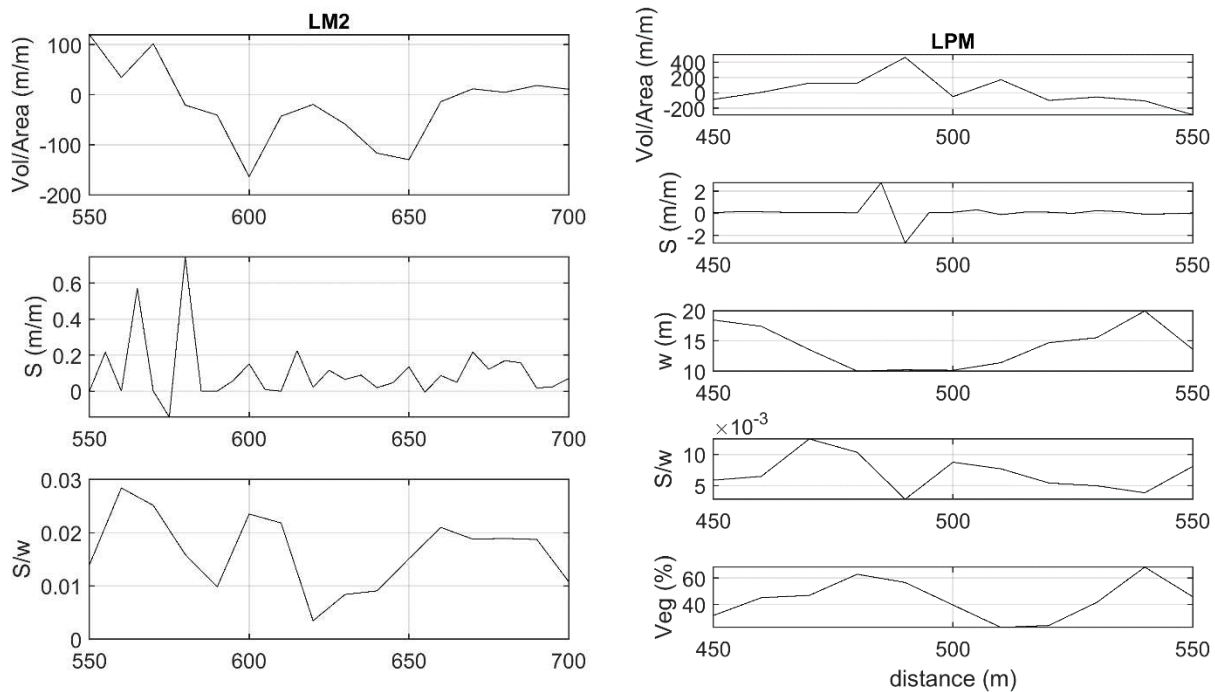 LM2
Vol/Area (m/m)
100
0
-100
-200
550 600 650 700
S (m/m)
0.6
0.4
0.2
0
550 600 650 700
S/w
0.03
0.02
0.01
0
550 600 650 700
LPM
Vol/Area (m/m)
400
200
0
-200
450 500 550
S (m/m)
2
0
-2
450 500 550
w (m)
20
15
10
450 500 550
×10⁻³
S/w
10
5
450 500 550
Veg (%)
60
40
450 500 550
distance (m)